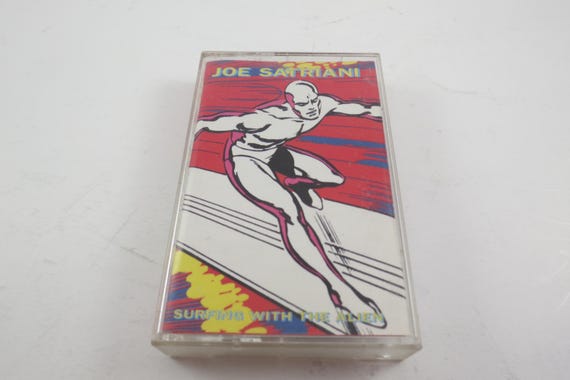 JOE SATRIANI
SURFING WITH THE ALIEN